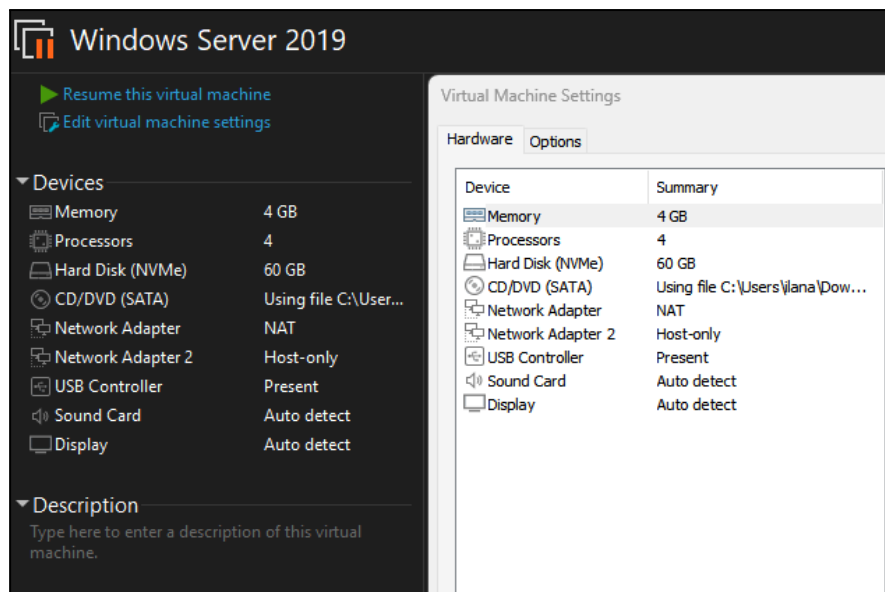 Windows Server 2019
Resume this virtual machine
Edit virtual machine settings
Devices
Memory 4 GB
Processors 4
Hard Disk (NVMe) 60 GB
CD/DVD (SATA) Using file C:\User...
Network Adapter NAT
Network Adapter 2 Host-only
USB Controller Present
Sound Card Auto detect
Display Auto detect
Description
Type here to enter a description of this virtual
machine.
Virtual Machine Settings
Hardware Options
Device Summary
Memory 4 GB
Processors 4
Hard Disk (NVMe) 60 GB
CD/DVD (SATA) Using file C:\Users\ilana\Dow...
Network Adapter NAT
Network Adapter 2 Host-only
USB Controller Present
Sound Card Auto detect
Display Auto detect